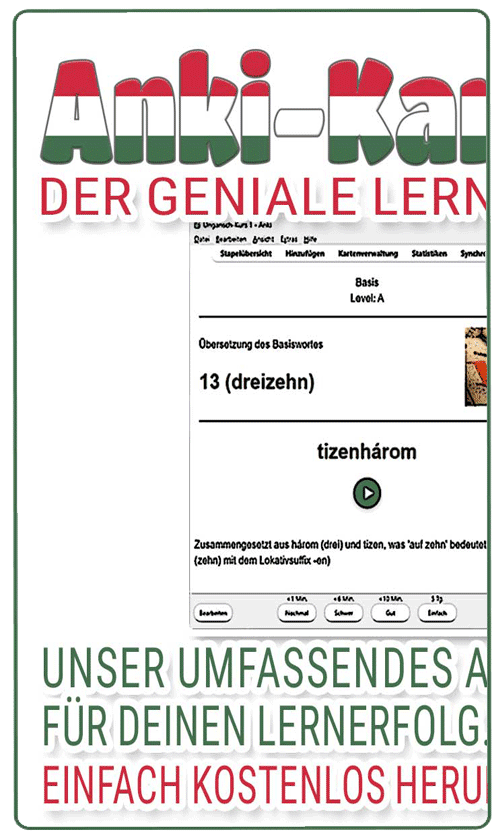 Anki-Kar
DER GENIALE LERN
Ungarisch-Kurs 1 - Anki
Datei Bearbeiten Ansicht Extras Hilfe
Stapelübersicht Hinzufügen Kartenverwaltung Statistiken Synchro
Basis
Level: A
Übersetzung des Basiswortes
13 (dreizehn)
tizenhárom
Zusammengesetzt aus három (drei) und tizen, was 'auf zehn' bedeutet
(zehn) mit dem Lokativsuffix -en)
<1 Min. <6 Min. <10 Min. 5 Tg.
Bearbeiten Nochmal Schwer Gut Einfach
UNSER UMFASSENDES A
FÜR DEINEN LERNERFOLG.
EINFACH KOSTENLOS HERU